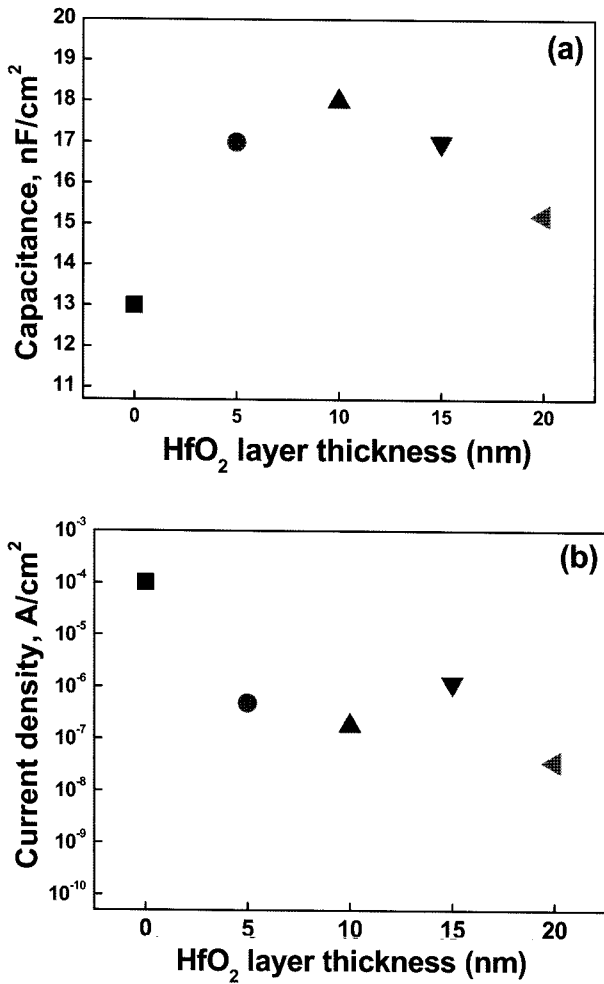 (a)
Capacitance, nF/cm²
20
19
18
17
16
15
14
13
12
11
0 5 10 15 20
HfO₂ layer thickness (nm)
(b)
Current density, A/cm²
10⁻³
10⁻⁴
10⁻⁵
10⁻⁶
10⁻⁷
10⁻⁸
10⁻⁹
10⁻¹⁰
0 5 10 15 20
HfO₂ layer thickness (nm)